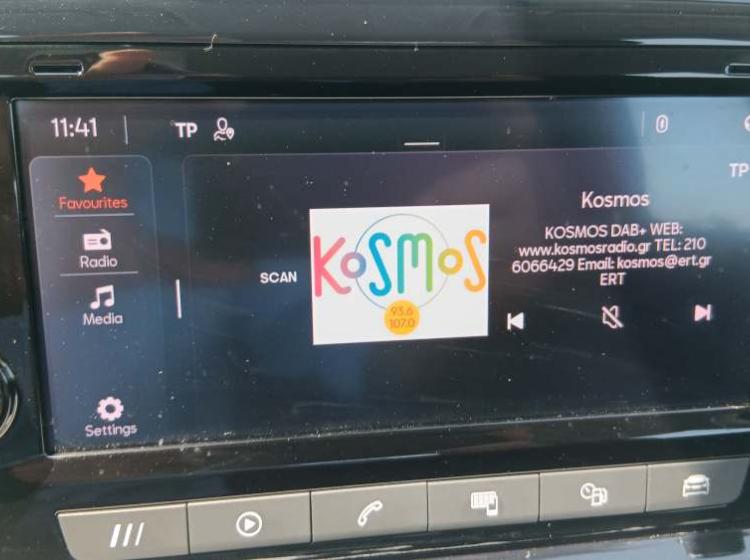 11:41
TP
TP
Favourites
Radio
Media
Settings
SCAN
KOSMOS
93.6
107.0
Kosmos
KOSMOS DAB+ WEB:
www.kosmosradio.gr TEL: 210
6066429 Email: kosmos@ert.gr
ERT